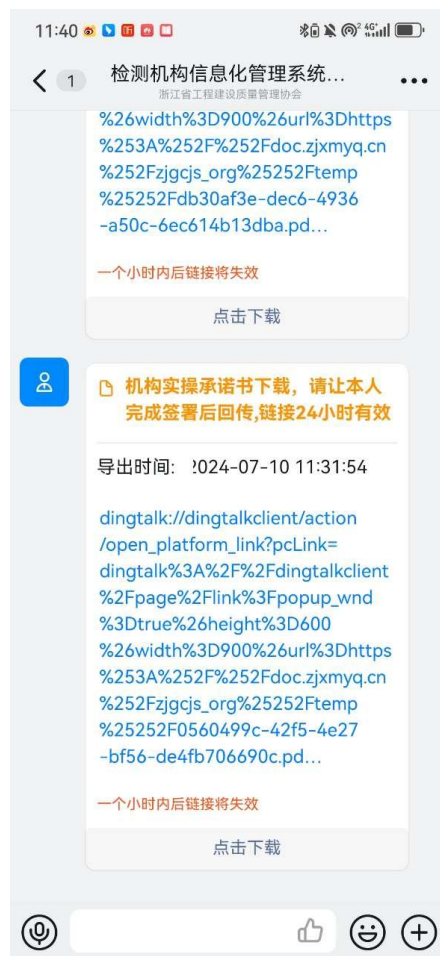 11:40
1
检测机构信息化管理系统...
浙江省工程建设质量管理协会
%26width%3D900%26url%3Dhttps
%253A%252F%252Fdoc.zjxmyq.cn
%252Fzjgcjs_org%25252Ftemp
%25252Fdb30af3e-dec6-4936
-a50c-6ec614b13dba.pd...
一个小时内后链接将失效
点击下载
机构实操承诺书下载，请让本人
完成签署后回传,链接24小时有效
导出时间: 2024-07-10 11:31:54
dingtalk://dingtalkclient/action
/open_platform_link?pcLink=
dingtalk%3A%2F%2Fdingtalkclient
%2Fpage%2Flink%3Fpopup_wnd
%3Dtrue%26height%3D600
%26width%3D900%26url%3Dhttps
%253A%252F%252Fdoc.zjxmyq.cn
%252Fzjgcjs_org%25252Ftemp
%25252F0560499c-42f5-4e27
-bf56-de4fb706690c.pd...
一个小时内后链接将失效
点击下载